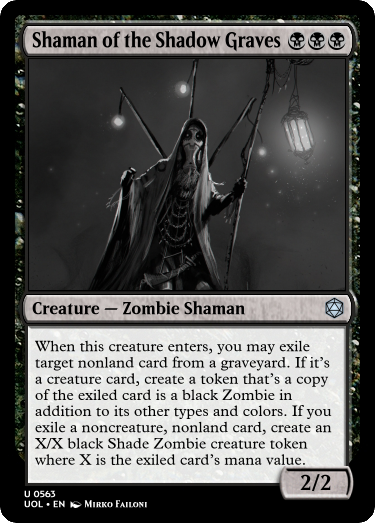 Shaman of the Shadow Graves
Creature — Zombie Shaman
When this creature enters, you may exile
target nonland card from a graveyard. If it's
a creature card, create a token that's a copy
of the exiled card is a black Zombie in
addition to its other types and colors. If you
exile a noncreature, nonland card, create an
X/X black Shade Zombie creature token
where X is the exiled card's mana value.
2/2
U 0563
UOL • EN Mirko Failoni